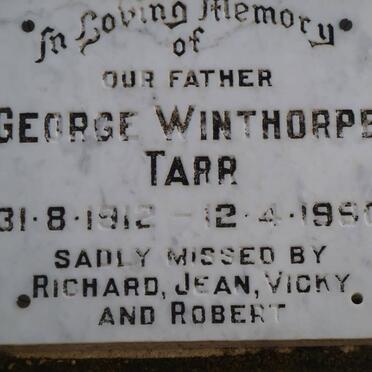 In Loving Memory
of
OUR FATHER
GEORGE WINTHORPE
TARR
31·8·1912 - 12·4·1980
SADLY MISSED BY
RICHARD, JEAN, VICKY
AND ROBERT